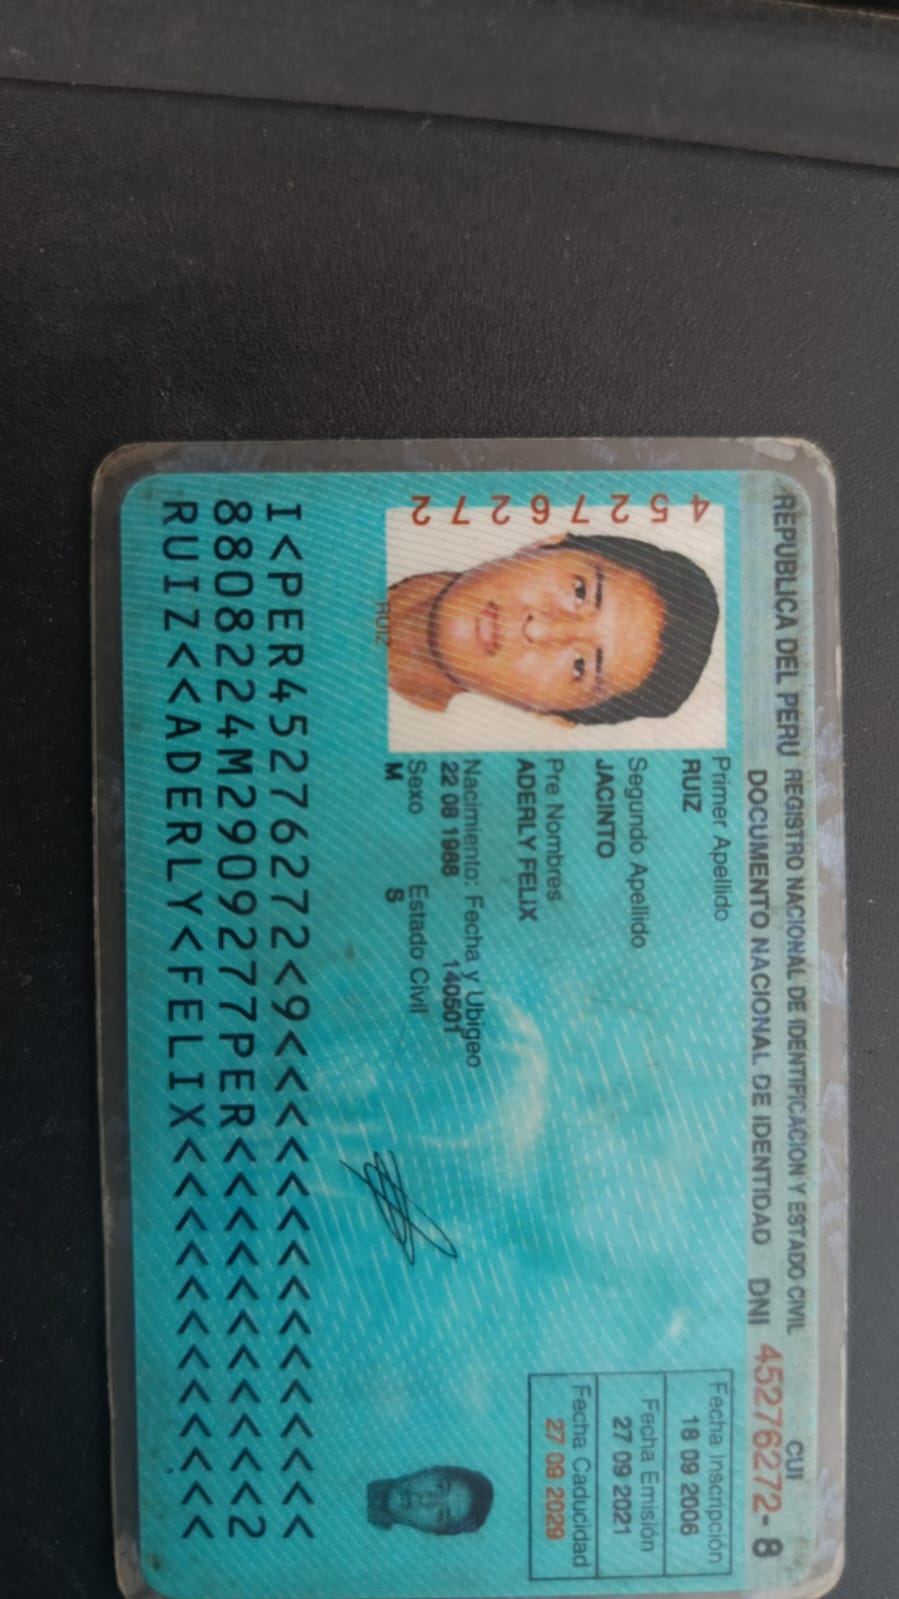 REPUBLICA DEL PERU REGISTRO NACIONAL DE IDENTIFICACION Y ESTADO CIVIL
CUI
DOCUMENTO NACIONAL DE IDENTIDAD DNI 45276272 - 8
45276272
Primer Apellido
RUIZ
Segundo Apellido
JACINTO
Pre Nombres
ADERLY FELIX
Nacimiento: Fecha y Ubigeo
22 08 1988 140501
Sexo Estado Civil
M S
Fecha Inscripción
18 09 2006
Fecha Emisión
27 09 2021
Fecha Caducidad
27 09 2029
RUIZ
I<PER45276272<9<<<<<<<<<<<<<<<
8808224M2909277PER<<<<<<<<<<<2
RUIZ<<ADERLY<FELIX<<<<<<<<<<<<